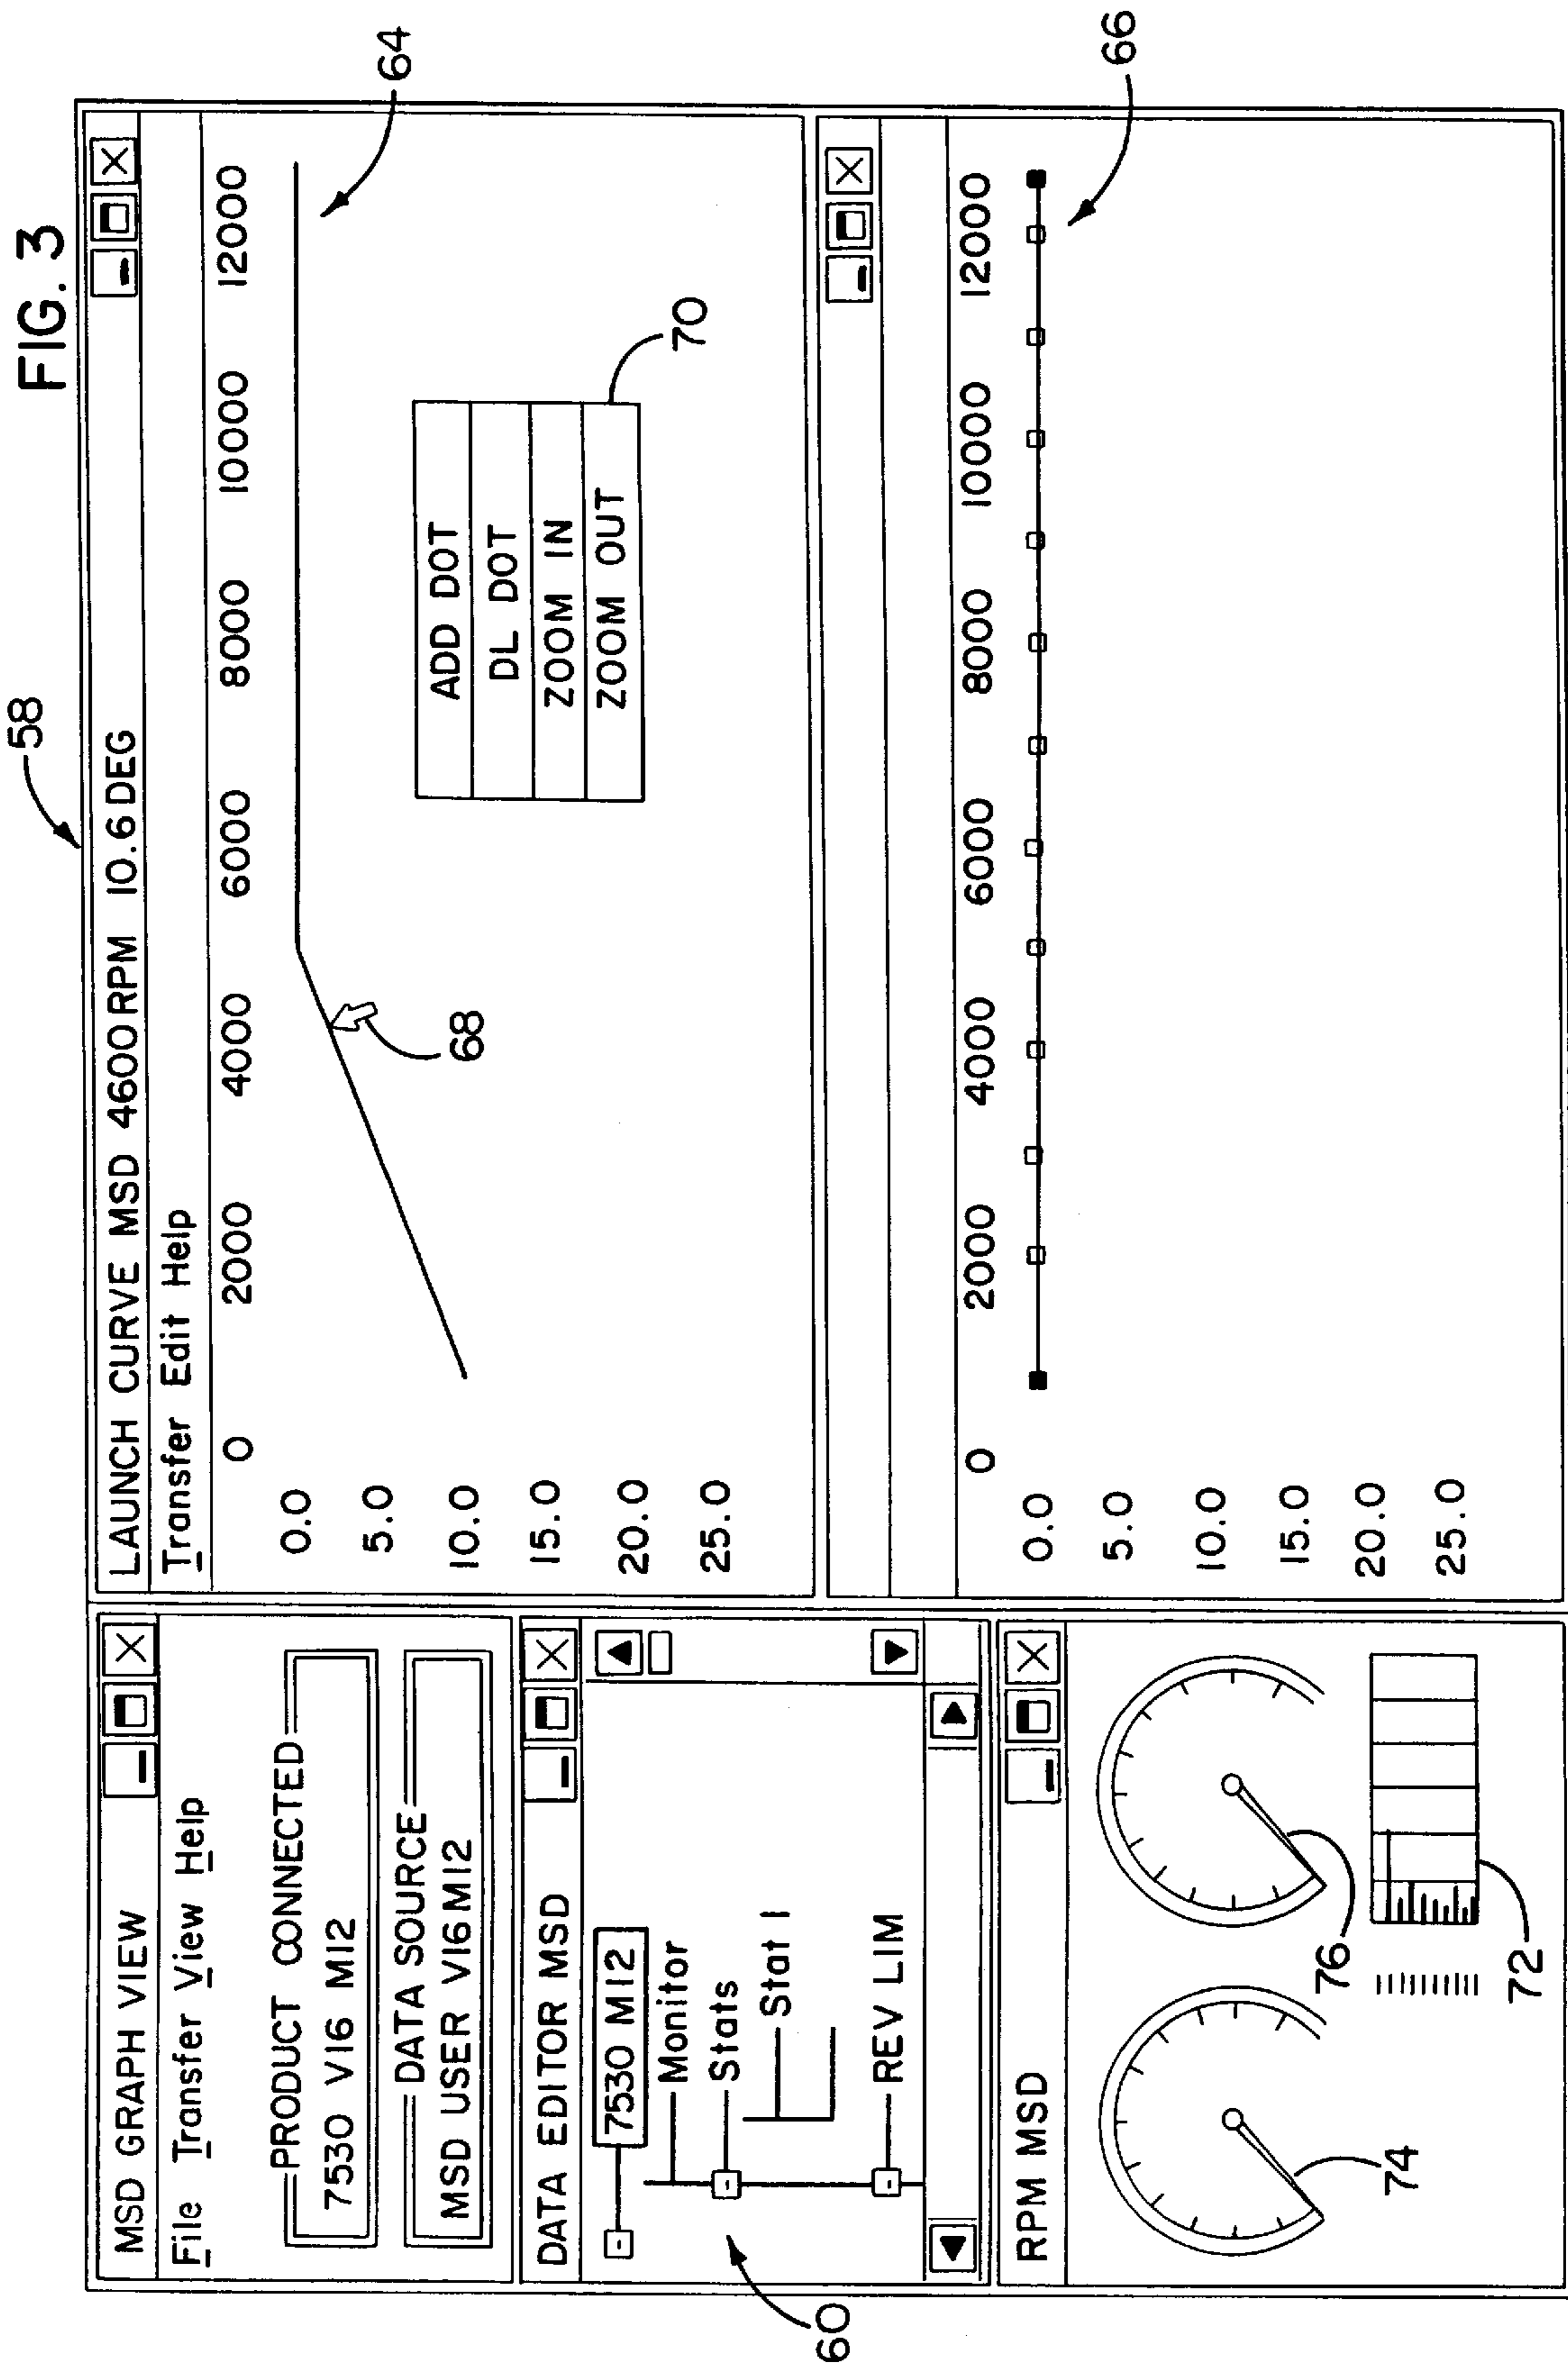 FIG. 3
58
MSD GRAPH VIEW
File Transfer View Help
PRODUCT CONNECTED
7530 V16 M12
DATA SOURCE
MSD USER V16 M12
DATA EDITOR MSD
7530 M12
Monitor
Stats
Stat 1
REV LIM
60
RPM MSD
74
76
72
LAUNCH CURVE MSD 4600 RPM 10.6 DEG
Transfer Edit Help
0 2000 4000 6000 8000 10000 12000
0.0
5.0
10.0
15.0
20.0
25.0
64
68
ADD DOT
DL DOT
ZOOM IN
ZOOM OUT
70
0 2000 4000 6000 8000 10000 12000
0.0
5.0
10.0
15.0
20.0
25.0
66